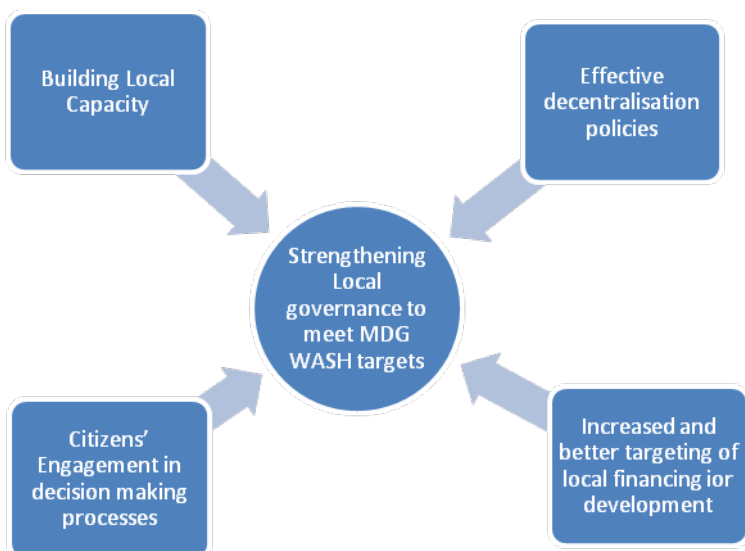 Building Local
Capacity
Effective
decentralisation
policies
Strengthening
Local
governance to
meet MDG
WASH targets
Citizens’
Engagement in
decision making
processes
Increased and
better targeting of
local financing ior
development